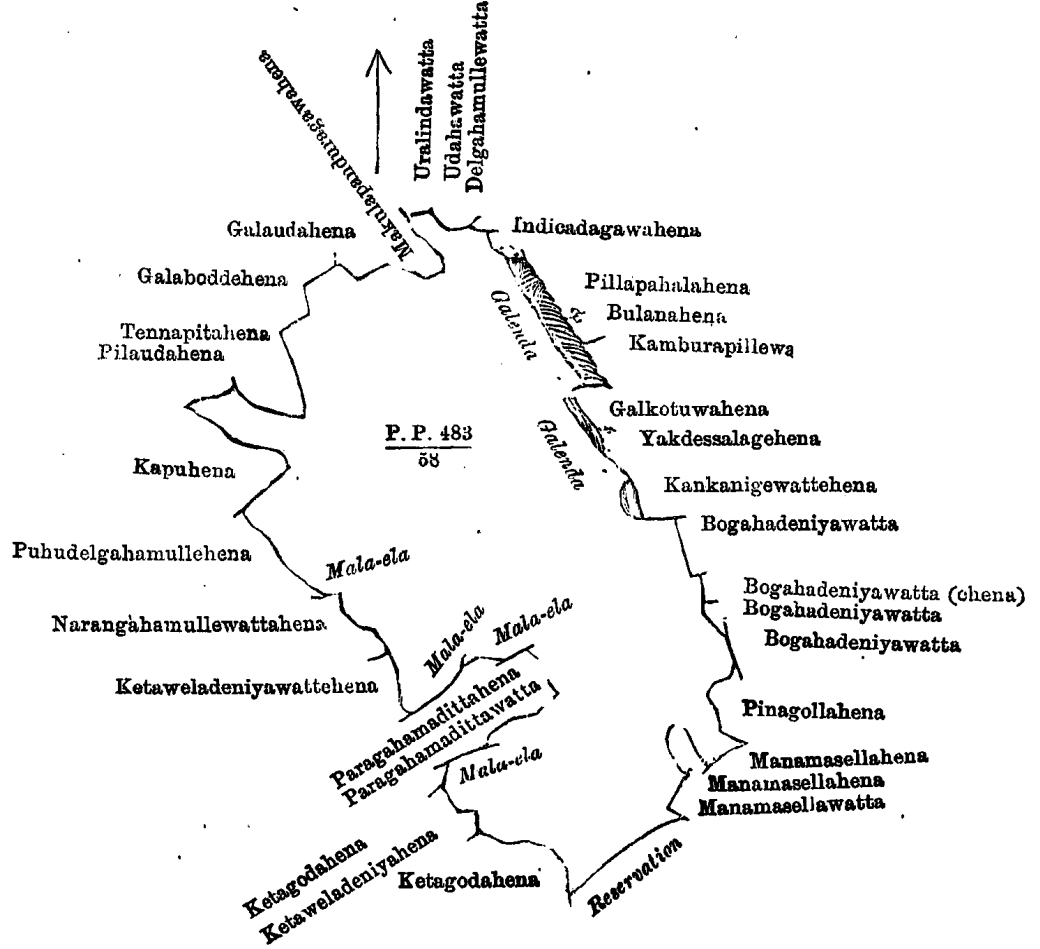 Makulapanduragawahena
Uralindawatta
Udahawatta
Delgahamullewatta
Galaudahena
Indicadagawahena
Galaboddehena
Pillapahalahena
Galenda
Bulanahena
Tennapitahena
Kamburapillewa
Pilaudahena
Galkotuwahena
P. P. 483
58
Galenda
Yakdessalagehena
Kapuhena
Kankanigewattehena
Bogahadeniyawatta
Puhudelgahamullehena
Mala-ela
Bogahadeniyawatta (chena)
Bogahadeniyawatta
Narangahamullewattahena
Mala-ela
Mala-ela
Bogahadeniyawatta
Ketaweladeniyawattehena
Paragahamadittahena
Paragahamadittawatta
Pinagollahena
Mala-ela
Manamasellahena
Manamasellahena
Manamasellawatta
Ketagodahena
Ketaweladeniyahena
Ketagodahena
Reservation